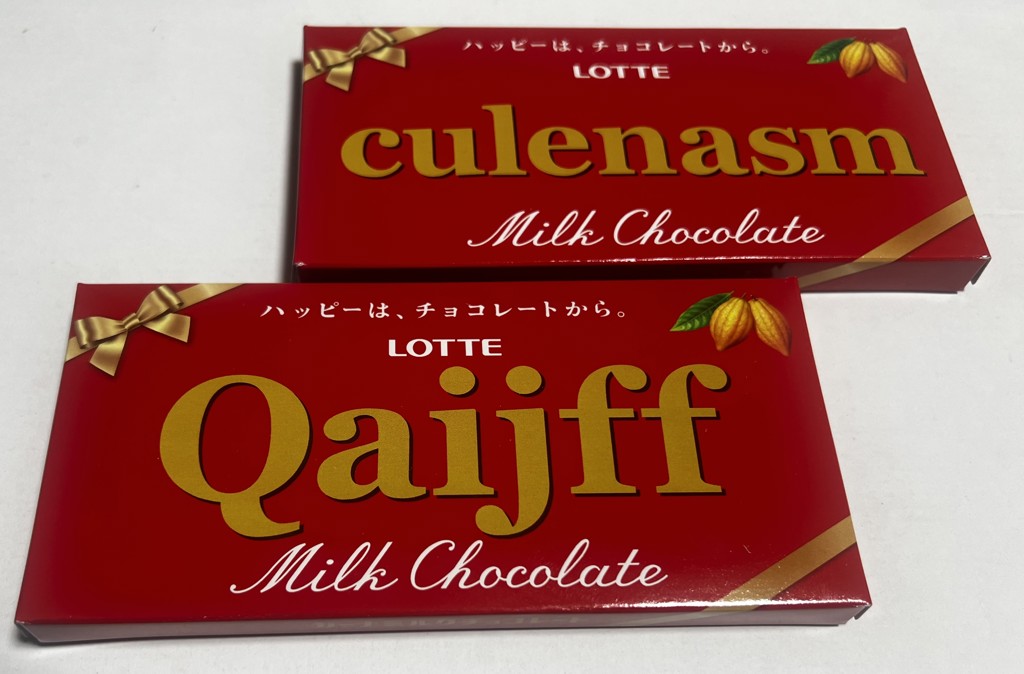 ハッピーは、チョコレートから。
LOTTE
culenasm
Milk Chocolate
ハッピーは、チョコレートから。
LOTTE
Qaijff
Milk Chocolate